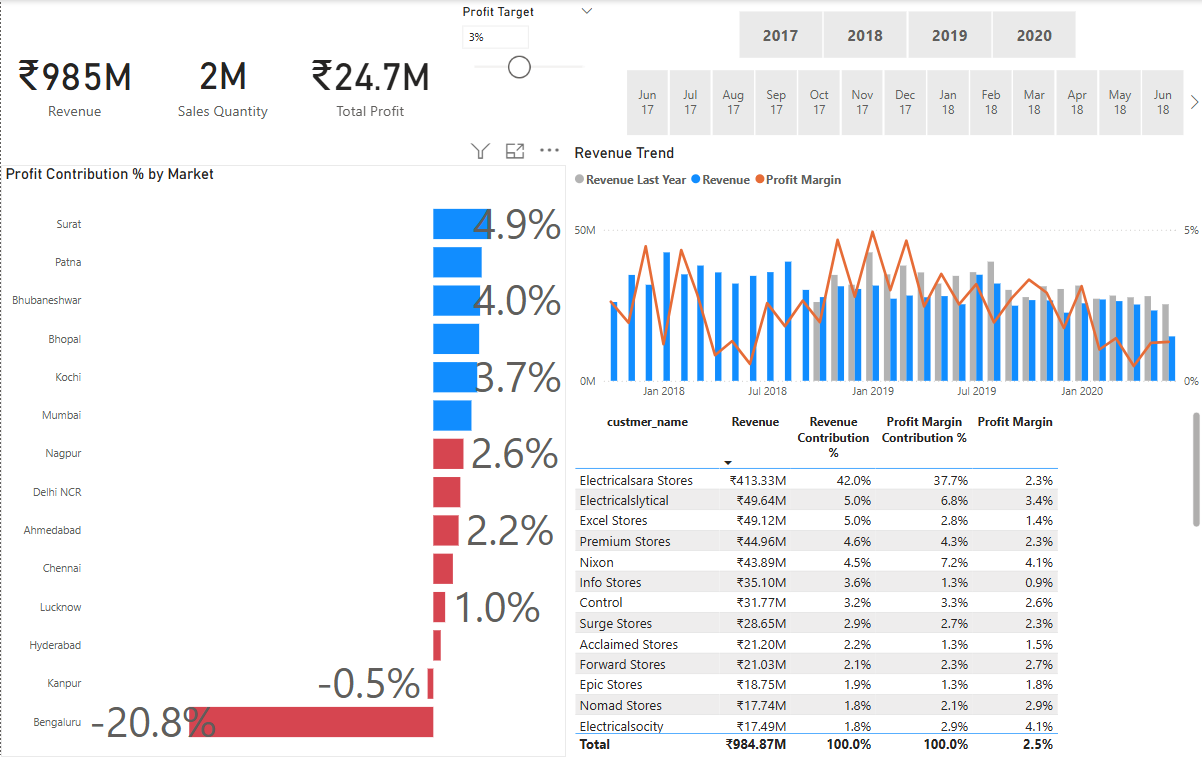 Profit Target
3%
₹985M
Revenue
2M
Sales Quantity
₹24.7M
Total Profit
2017 2018 2019 2020
Jun 17 Jul 17 Aug 17 Sep 17 Oct 17 Nov 17 Dec 17 Jan 18 Feb 18 Mar 18 Apr 18 May 18 Jun 18
Profit Contribution % by Market
Surat 4.9%
Patna
Bhubaneshwar 4.0%
Bhopal
Kochi 3.7%
Mumbai
Nagpur 2.6%
Delhi NCR
Ahmedabad 2.2%
Chennai
Lucknow 1.0%
Hyderabad
Kanpur -0.5%
Bengaluru -20.8%
Revenue Trend
Revenue Last Year Revenue Profit Margin
50M 5%
0M 0%
Jan 2018 Jul 2018 Jan 2019 Jul 2019 Jan 2020
custmer_name Revenue Revenue Contribution % Profit Margin Contribution % Profit Margin
Electricalsara Stores ₹413.33M 42.0% 37.7% 2.3%
Electricalslytical ₹49.64M 5.0% 6.8% 3.4%
Excel Stores ₹49.12M 5.0% 2.8% 1.4%
Premium Stores ₹44.96M 4.6% 4.3% 2.3%
Nixon ₹43.89M 4.5% 7.2% 4.1%
Info Stores ₹35.10M 3.6% 1.3% 0.9%
Control ₹31.77M 3.2% 3.3% 2.6%
Surge Stores ₹28.65M 2.9% 2.7% 2.3%
Acclaimed Stores ₹21.20M 2.2% 1.3% 1.5%
Forward Stores ₹21.03M 2.1% 2.3% 2.7%
Epic Stores ₹18.75M 1.9% 1.3% 1.8%
Nomad Stores ₹17.74M 1.8% 2.1% 2.9%
Electricalsocity ₹17.49M 1.8% 2.9% 4.1%
Total ₹984.87M 100.0% 100.0% 2.5%